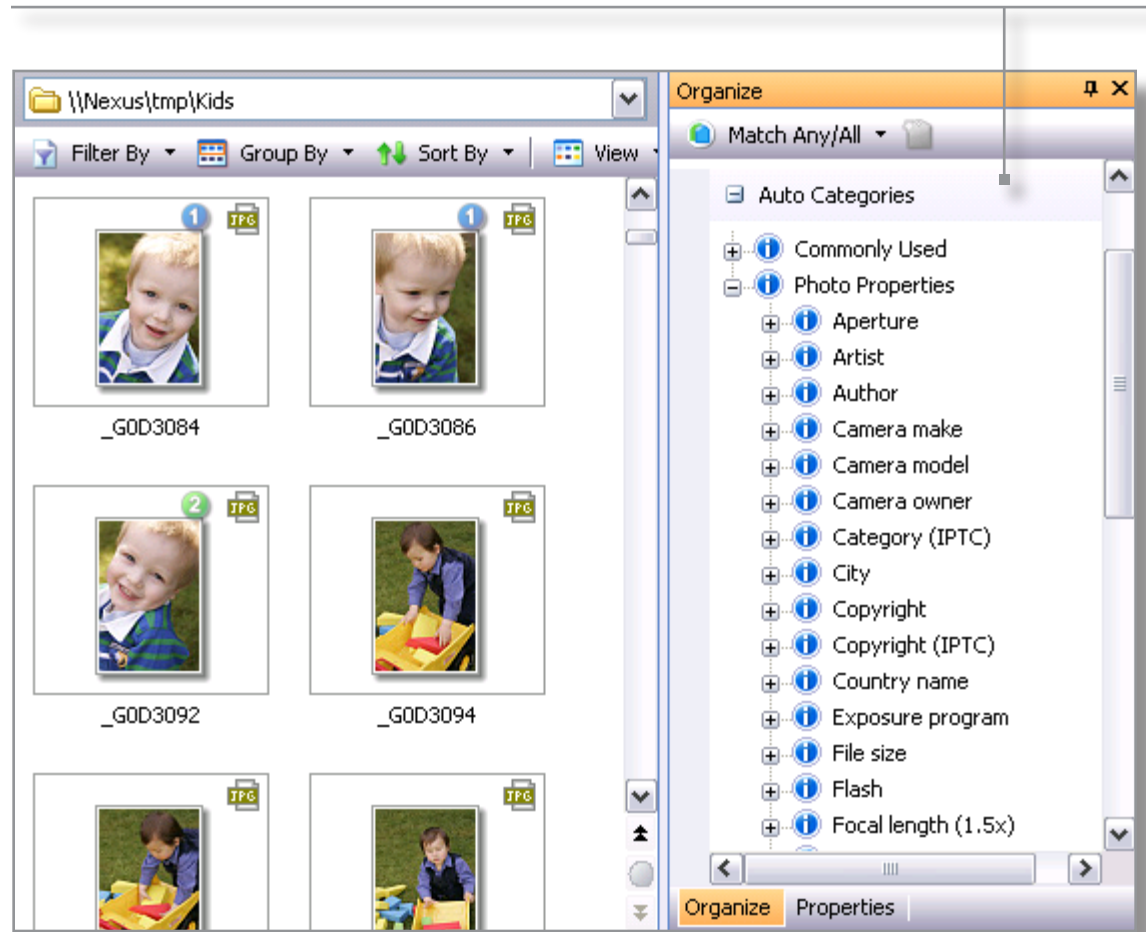 \\Nexus\tmp\Kids
Filter By Group By Sort By View
1 JPG 1 JPG
_G0D3084 _G0D3086
2 JPG JPG
_G0D3092 _G0D3094
JPG JPG
Organize
Match Any/All
Auto Categories
Commonly Used
Photo Properties
Aperture
Artist
Author
Camera make
Camera model
Camera owner
Category (IPTC)
City
Copyright
Copyright (IPTC)
Country name
Exposure program
File size
Flash
Focal length (1.5x)
Organize Properties